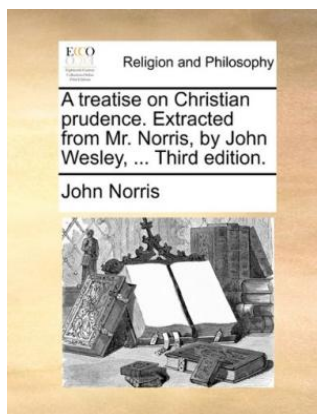 ECCO
Religion and Philosophy
A treatise on Christian
prudence. Extracted
from Mr. Norris, by John
Wesley, ... Third edition.
John Norris